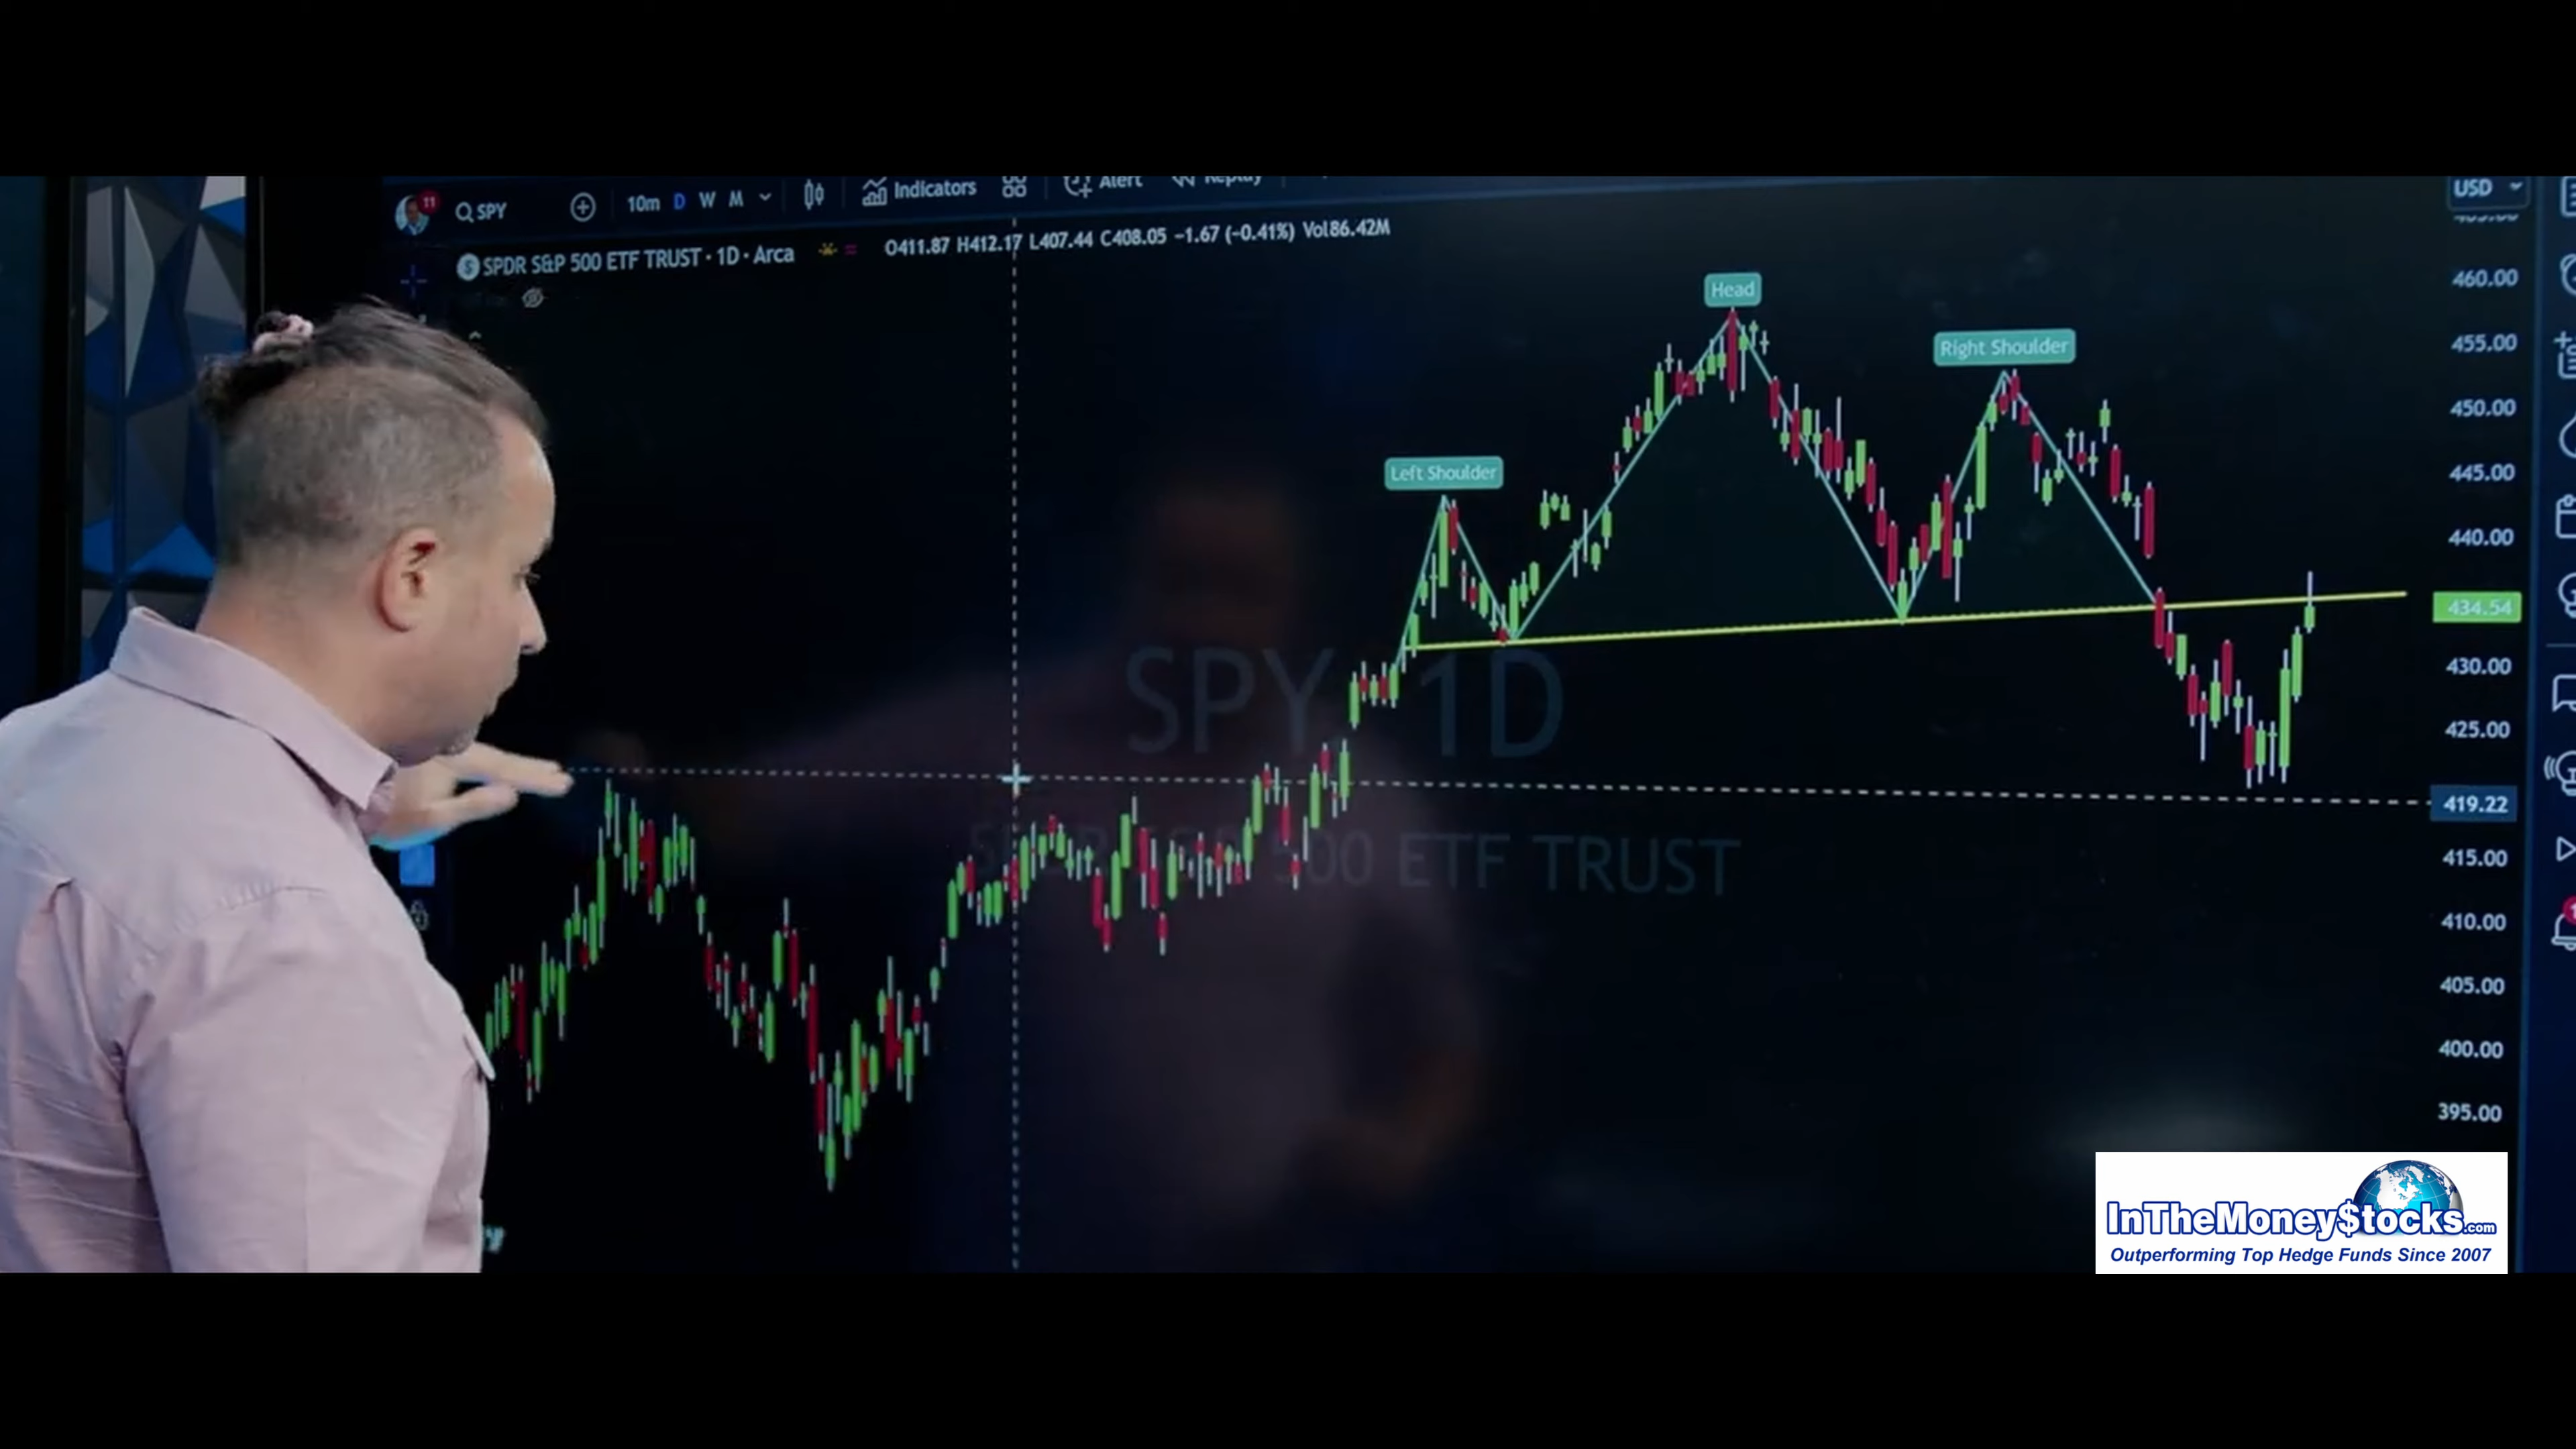 11
SPY
10m D W M
Indicators
Alert
Replay
USD
SPDR S&P 500 ETF TRUST · 1D · Arca
O411.87 H412.17 L407.44 C408.05 −1.67 (−0.41%) Vol86.42M
Head
Right Shoulder
Left Shoulder
460.00
455.00
450.00
445.00
440.00
434.54
430.00
425.00
419.22
415.00
410.00
405.00
400.00
395.00
SPY 1D
500 ETF TRUST
InTheMoney$tocks.com
Outperforming Top Hedge Funds Since 2007